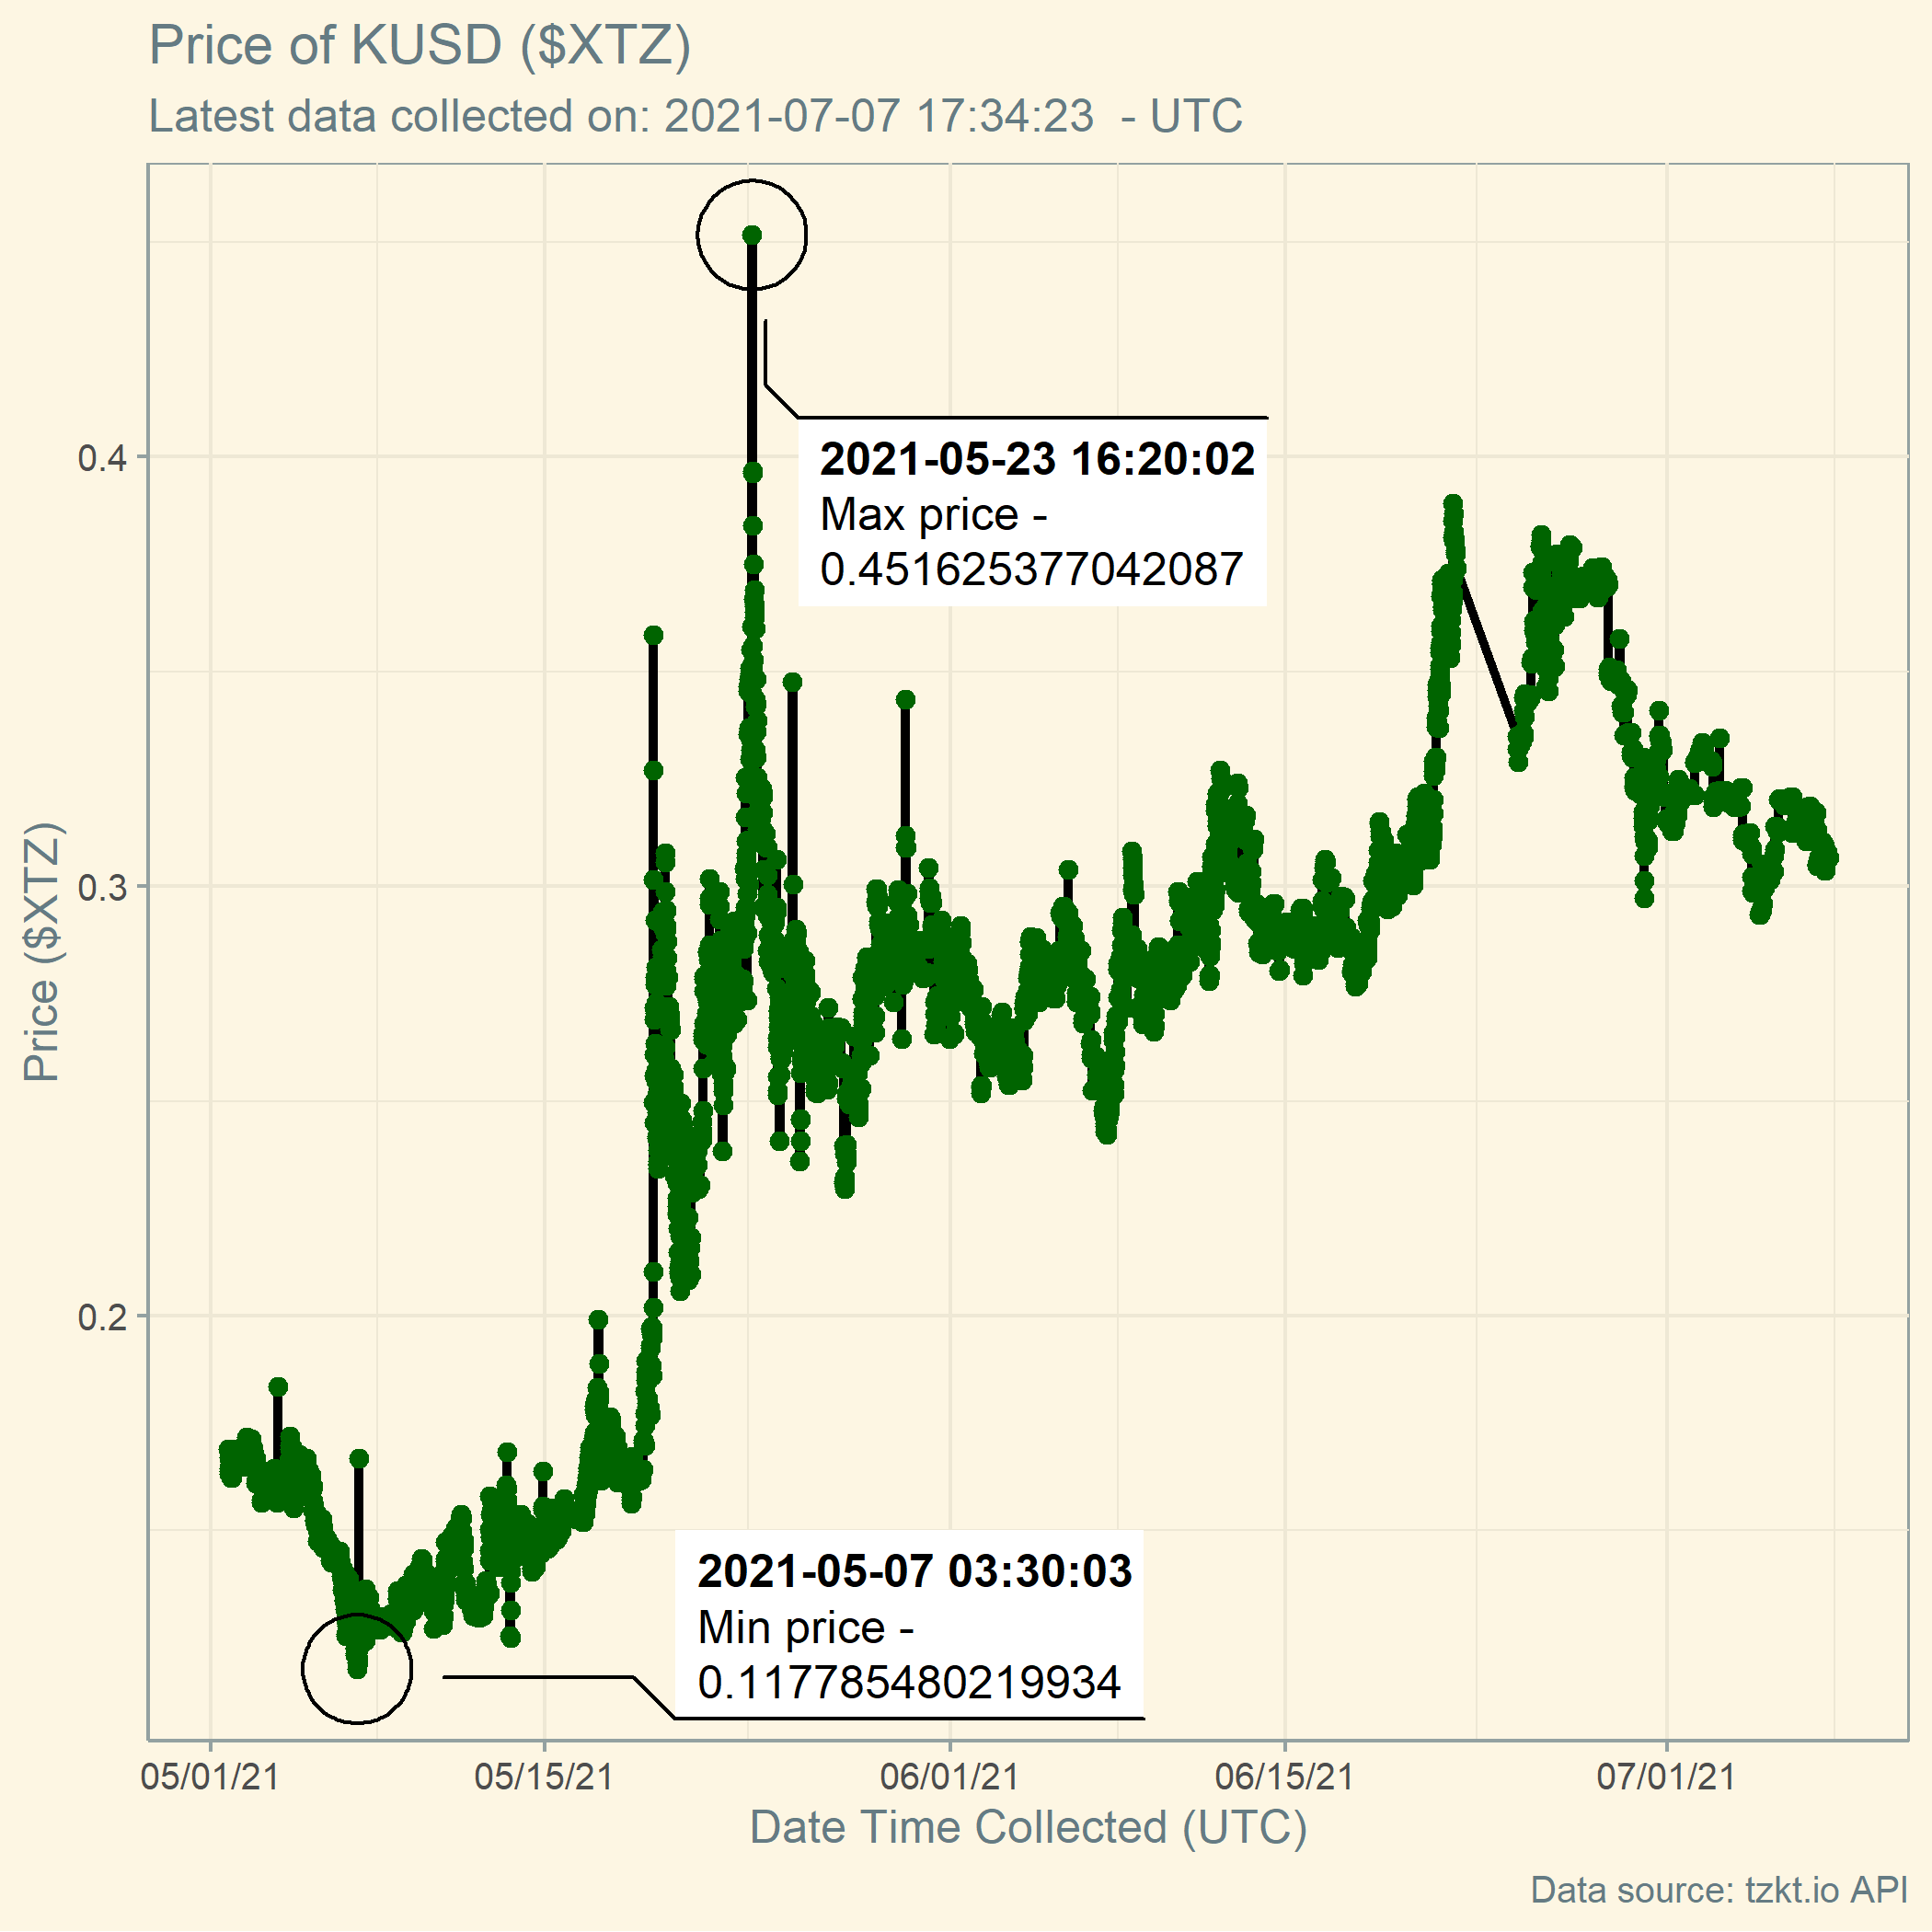 Price of KUSD ($XTZ)
Latest data collected on: 2021-07-07 17:34:23  - UTC
Price ($XTZ)
0.4
0.3
0.2
2021-05-23 16:20:02
Max price -
0.451625377042087
2021-05-07 03:30:03
Min price -
0.117785480219934
05/01/21
05/15/21
06/01/21
06/15/21
07/01/21
Date Time Collected (UTC)
Data source: tzkt.io API